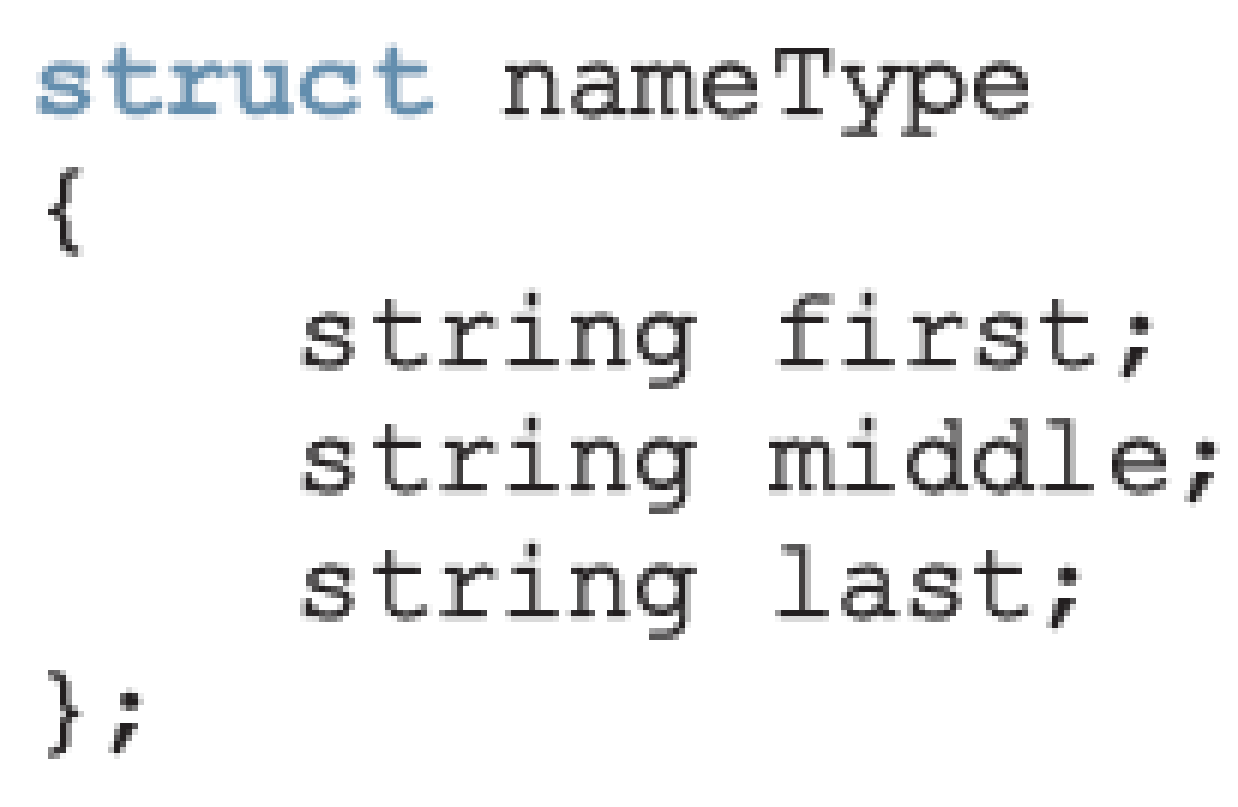 struct nameType
{
    string first;
    string middle;
    string last;
};